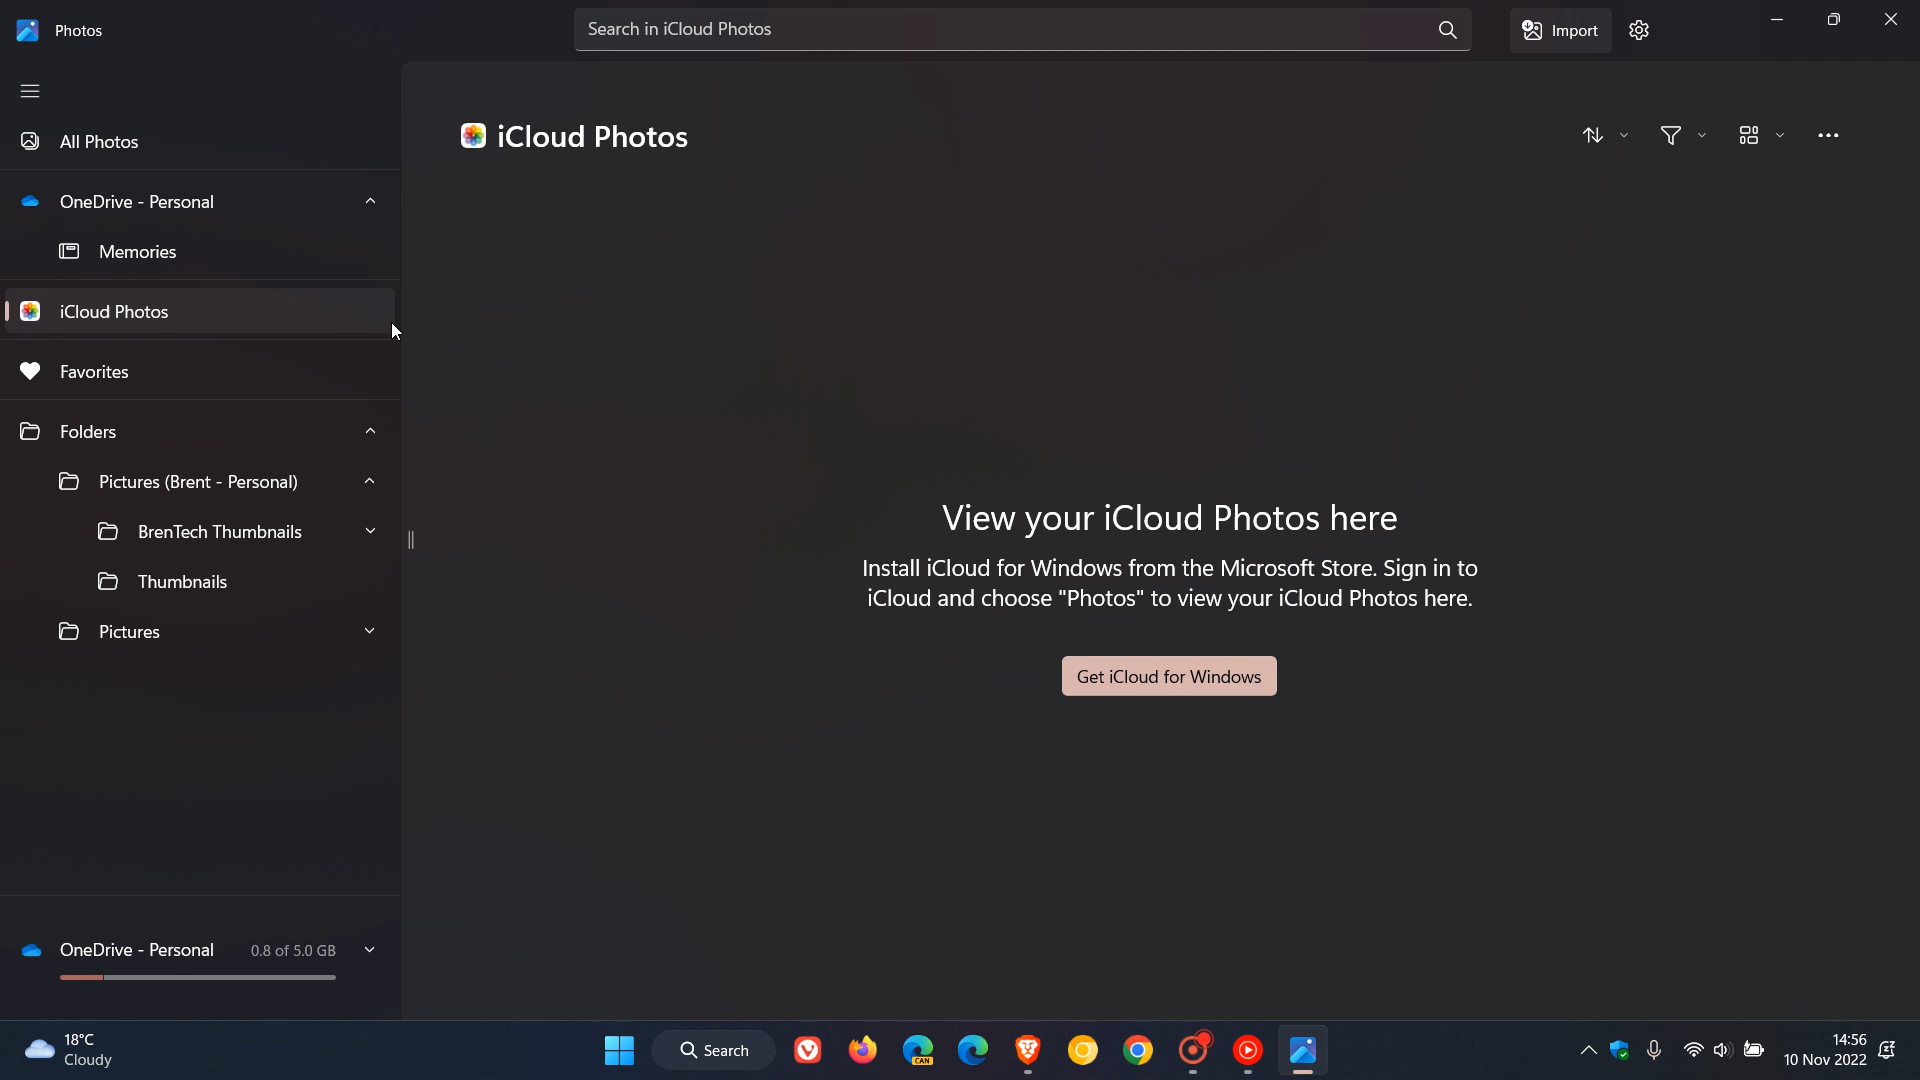 Photos
Search in iCloud Photos
Import
All Photos
iCloud Photos
OneDrive - Personal
Memories
iCloud Photos
Favorites
Folders
Pictures (Brent - Personal)
BrenTech Thumbnails
Thumbnails
Pictures
View your iCloud Photos here
Install iCloud for Windows from the Microsoft Store. Sign in to
iCloud and choose "Photos" to view your iCloud Photos here.
Get iCloud for Windows
OneDrive - Personal 0.8 of 5.0 GB
18°C
Cloudy
Search
CAN
14:56
10 Nov 2022